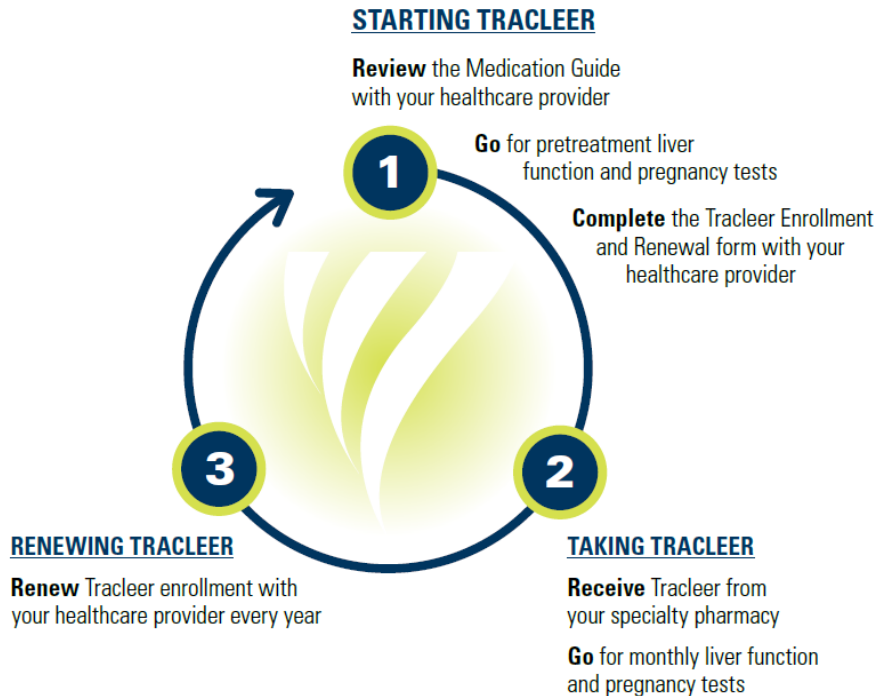 STARTING TRACLEER
Review the Medication Guide
with your healthcare provider
1
Go for pretreatment liver
function and pregnancy tests
Complete the Tracleer Enrollment
and Renewal form with your
healthcare provider
2
TAKING TRACLEER
Receive Tracleer from
your specialty pharmacy
Go for monthly liver function
and pregnancy tests
3
RENEWING TRACLEER
Renew Tracleer enrollment with
your healthcare provider every year